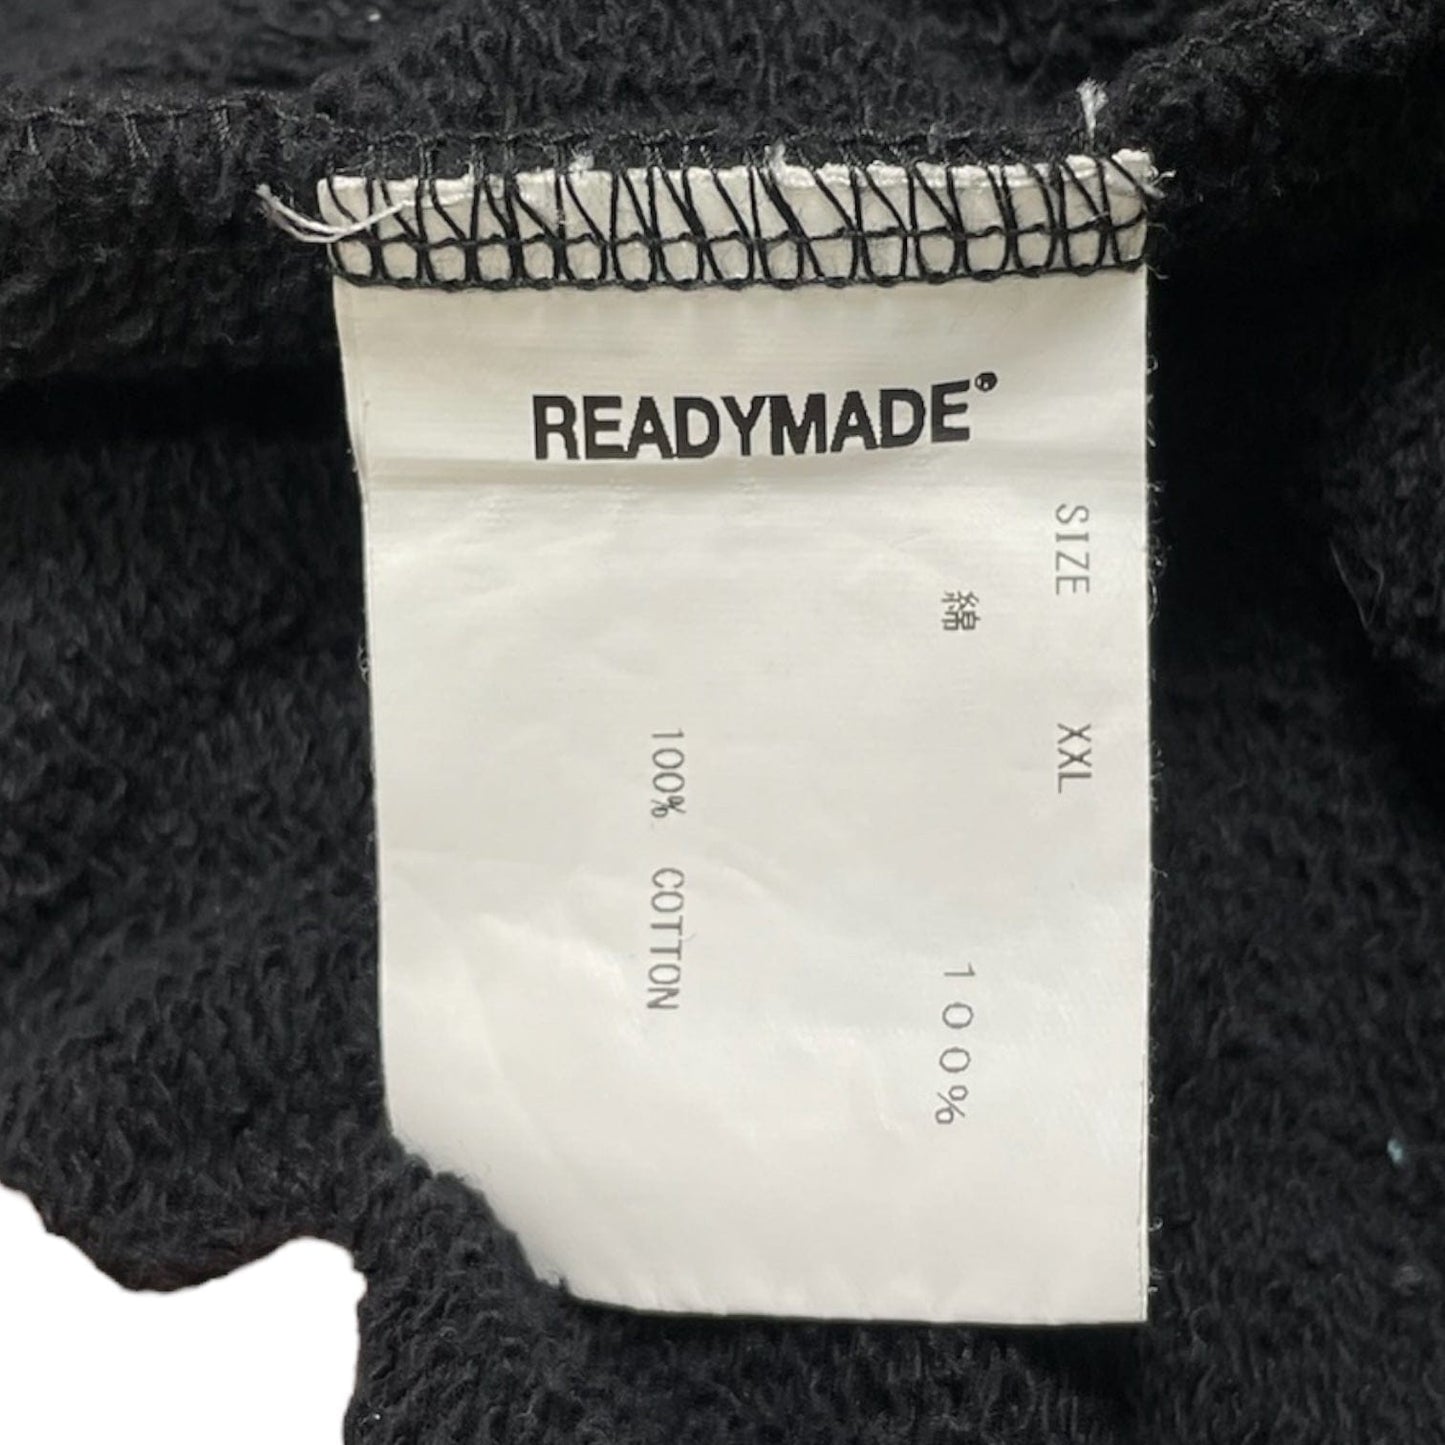 READYMADE®
SIZE XXL
綿 １００％
100% COTTON